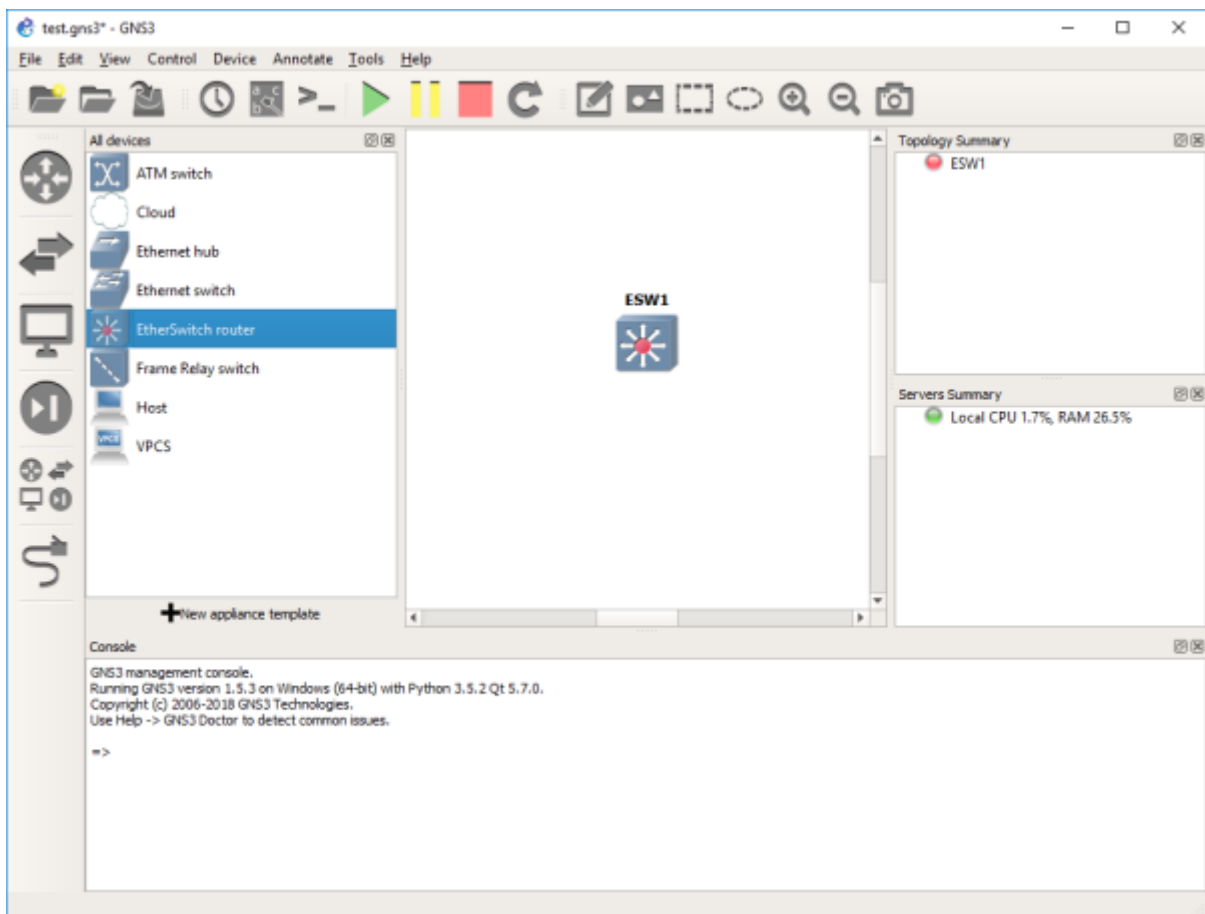 test.gns3* - GNS3
File Edit View Control Device Annotate Tools Help
All devices
ATM switch
Cloud
Ethernet hub
Ethernet switch
EtherSwitch router
Frame Relay switch
Host
VPCS
New appliance template
ESW1
Topology Summary
ESW1
Servers Summary
Local CPU 1.7%, RAM 26.5%
Console
GNS3 management console.
Running GNS3 version 1.5.3 on Windows (64-bit) with Python 3.5.2 Qt 5.7.0.
Copyright (c) 2006-2018 GNS3 Technologies.
Use Help -> GNS3 Doctor to detect common issues.
=>